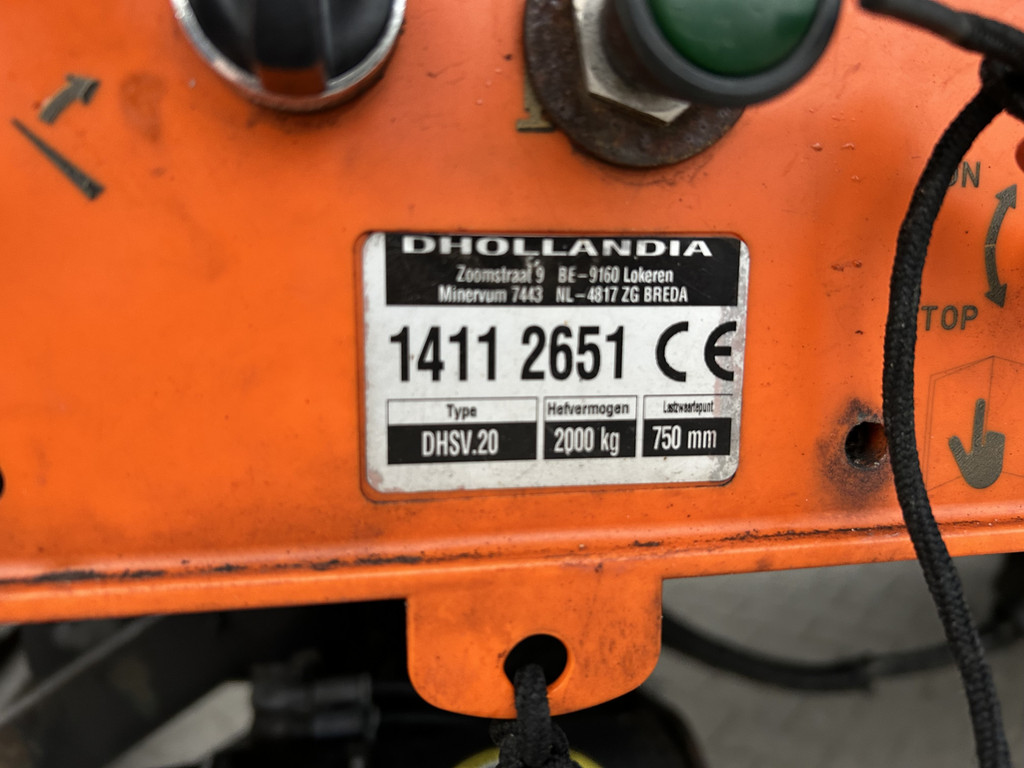 DHOLLANDIA
Zoomstraat 9 BE-9160 Lokeren
Minervum 7443 NL-4817 ZG BREDA
1411 2651 CE
Type Hefvermogen Lastzwaartepunt
DHSV.20 2000 kg 750 mm
ON
TOP